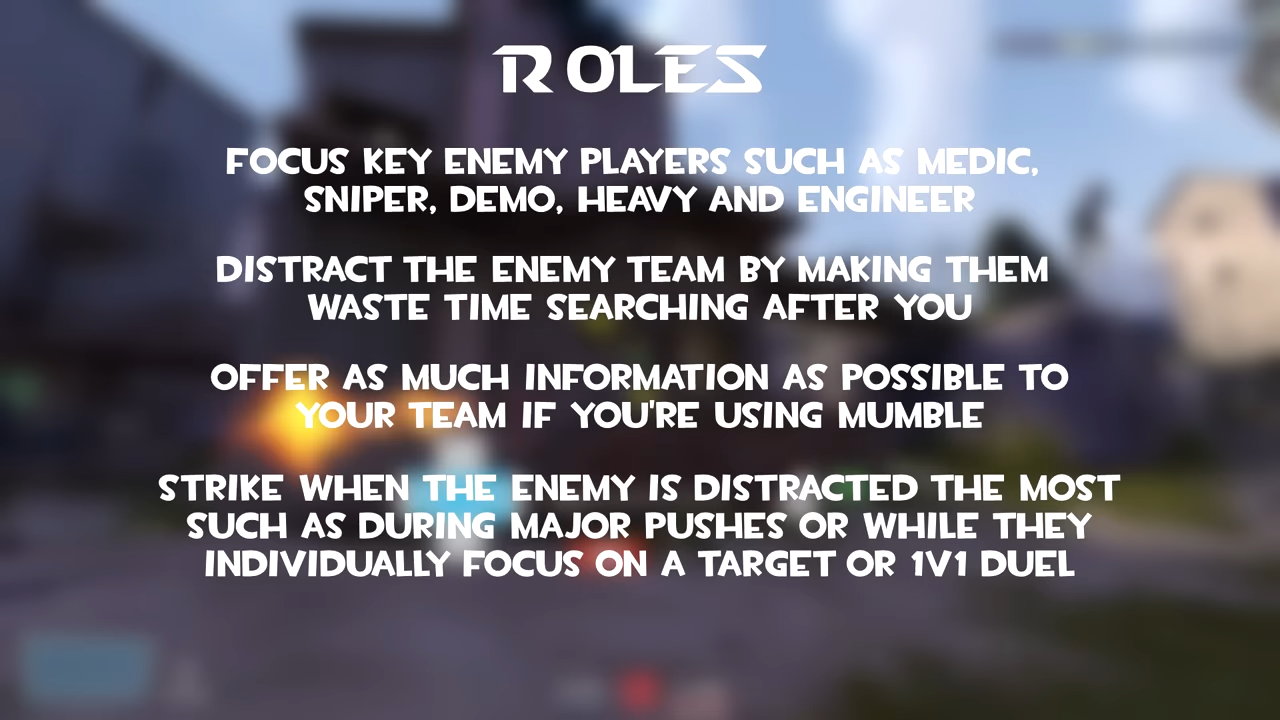 ROLES
FOCUS KEY ENEMY PLAYERS SUCH AS MEDIC,
SNIPER, DEMO, HEAVY AND ENGINEER
DISTRACT THE ENEMY TEAM BY MAKING THEM
WASTE TIME SEARCHING AFTER YOU
OFFER AS MUCH INFORMATION AS POSSIBLE TO
YOUR TEAM IF YOU'RE USING MUMBLE
STRIKE WHEN THE ENEMY IS DISTRACTED THE MOST
SUCH AS DURING MAJOR PUSHES OR WHILE THEY
INDIVIDUALLY FOCUS ON A TARGET OR 1V1 DUEL